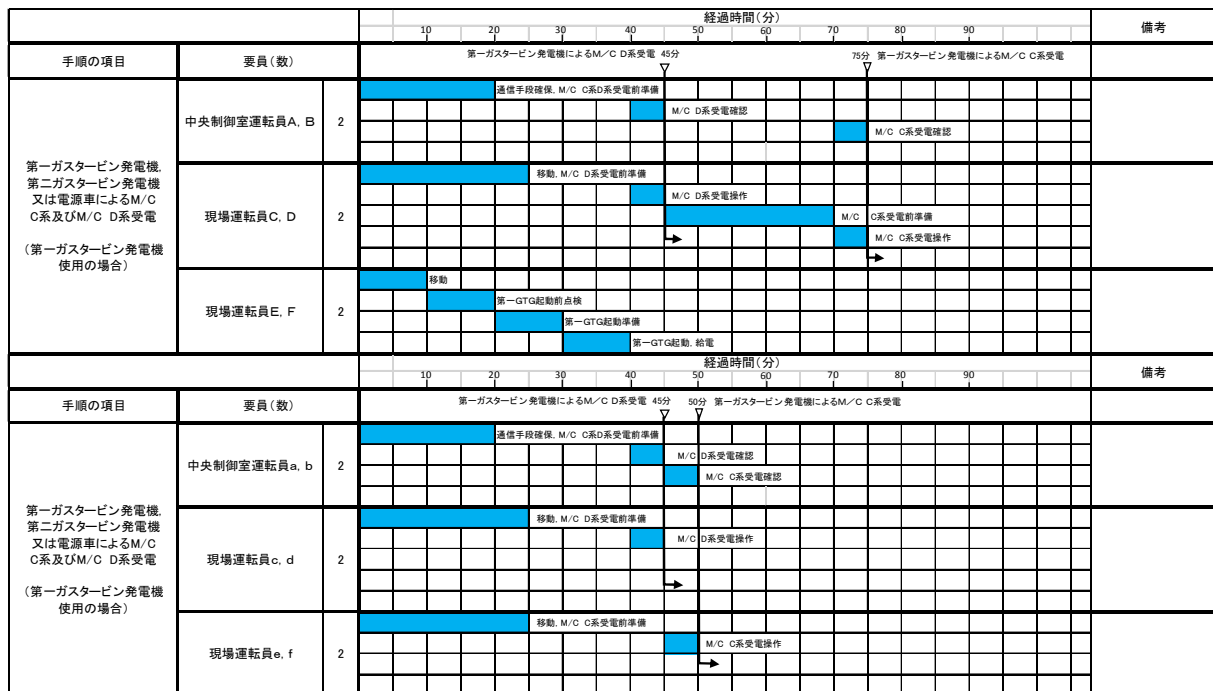 経過時間(分)
備考
10 20 30 40 50 60 70 80 90
手順の項目
要員(数)
第一ガスタービン発電機によるM/C D系受電 45分
75分 第一ガスタービン発電機によるM/C C系受電
第一ガスタービン発電機,
第二ガスタービン発電機
又は電源車によるM/C
C系及びM/C D系受電
(第一ガスタービン発電機
使用の場合)
中央制御室運転員A, B
2
通信手段確保, M/C C系D系受電前準備
M/C D系受電確認
M/C C系受電確認
現場運転員C, D
2
移動, M/C D系受電前準備
M/C D系受電操作
M/C C系受電前準備
M/C C系受電操作
現場運転員E, F
2
移動
第一GTG起動前点検
第一GTG起動準備
第一GTG起動, 給電
経過時間(分)
備考
10 20 30 40 50 60 70 80 90
手順の項目
要員(数)
第一ガスタービン発電機によるM/C D系受電 45分
50分 第一ガスタービン発電機によるM/C C系受電
第一ガスタービン発電機,
第二ガスタービン発電機
又は電源車によるM/C
C系及びM/C D系受電
(第一ガスタービン発電機
使用の場合)
中央制御室運転員a, b
2
通信手段確保, M/C C系D系受電前準備
M/C D系受電確認
M/C C系受電確認
現場運転員c, d
2
移動, M/C D系受電前準備
M/C D系受電操作
現場運転員e, f
2
移動, M/C C系受電前準備
M/C C系受電操作